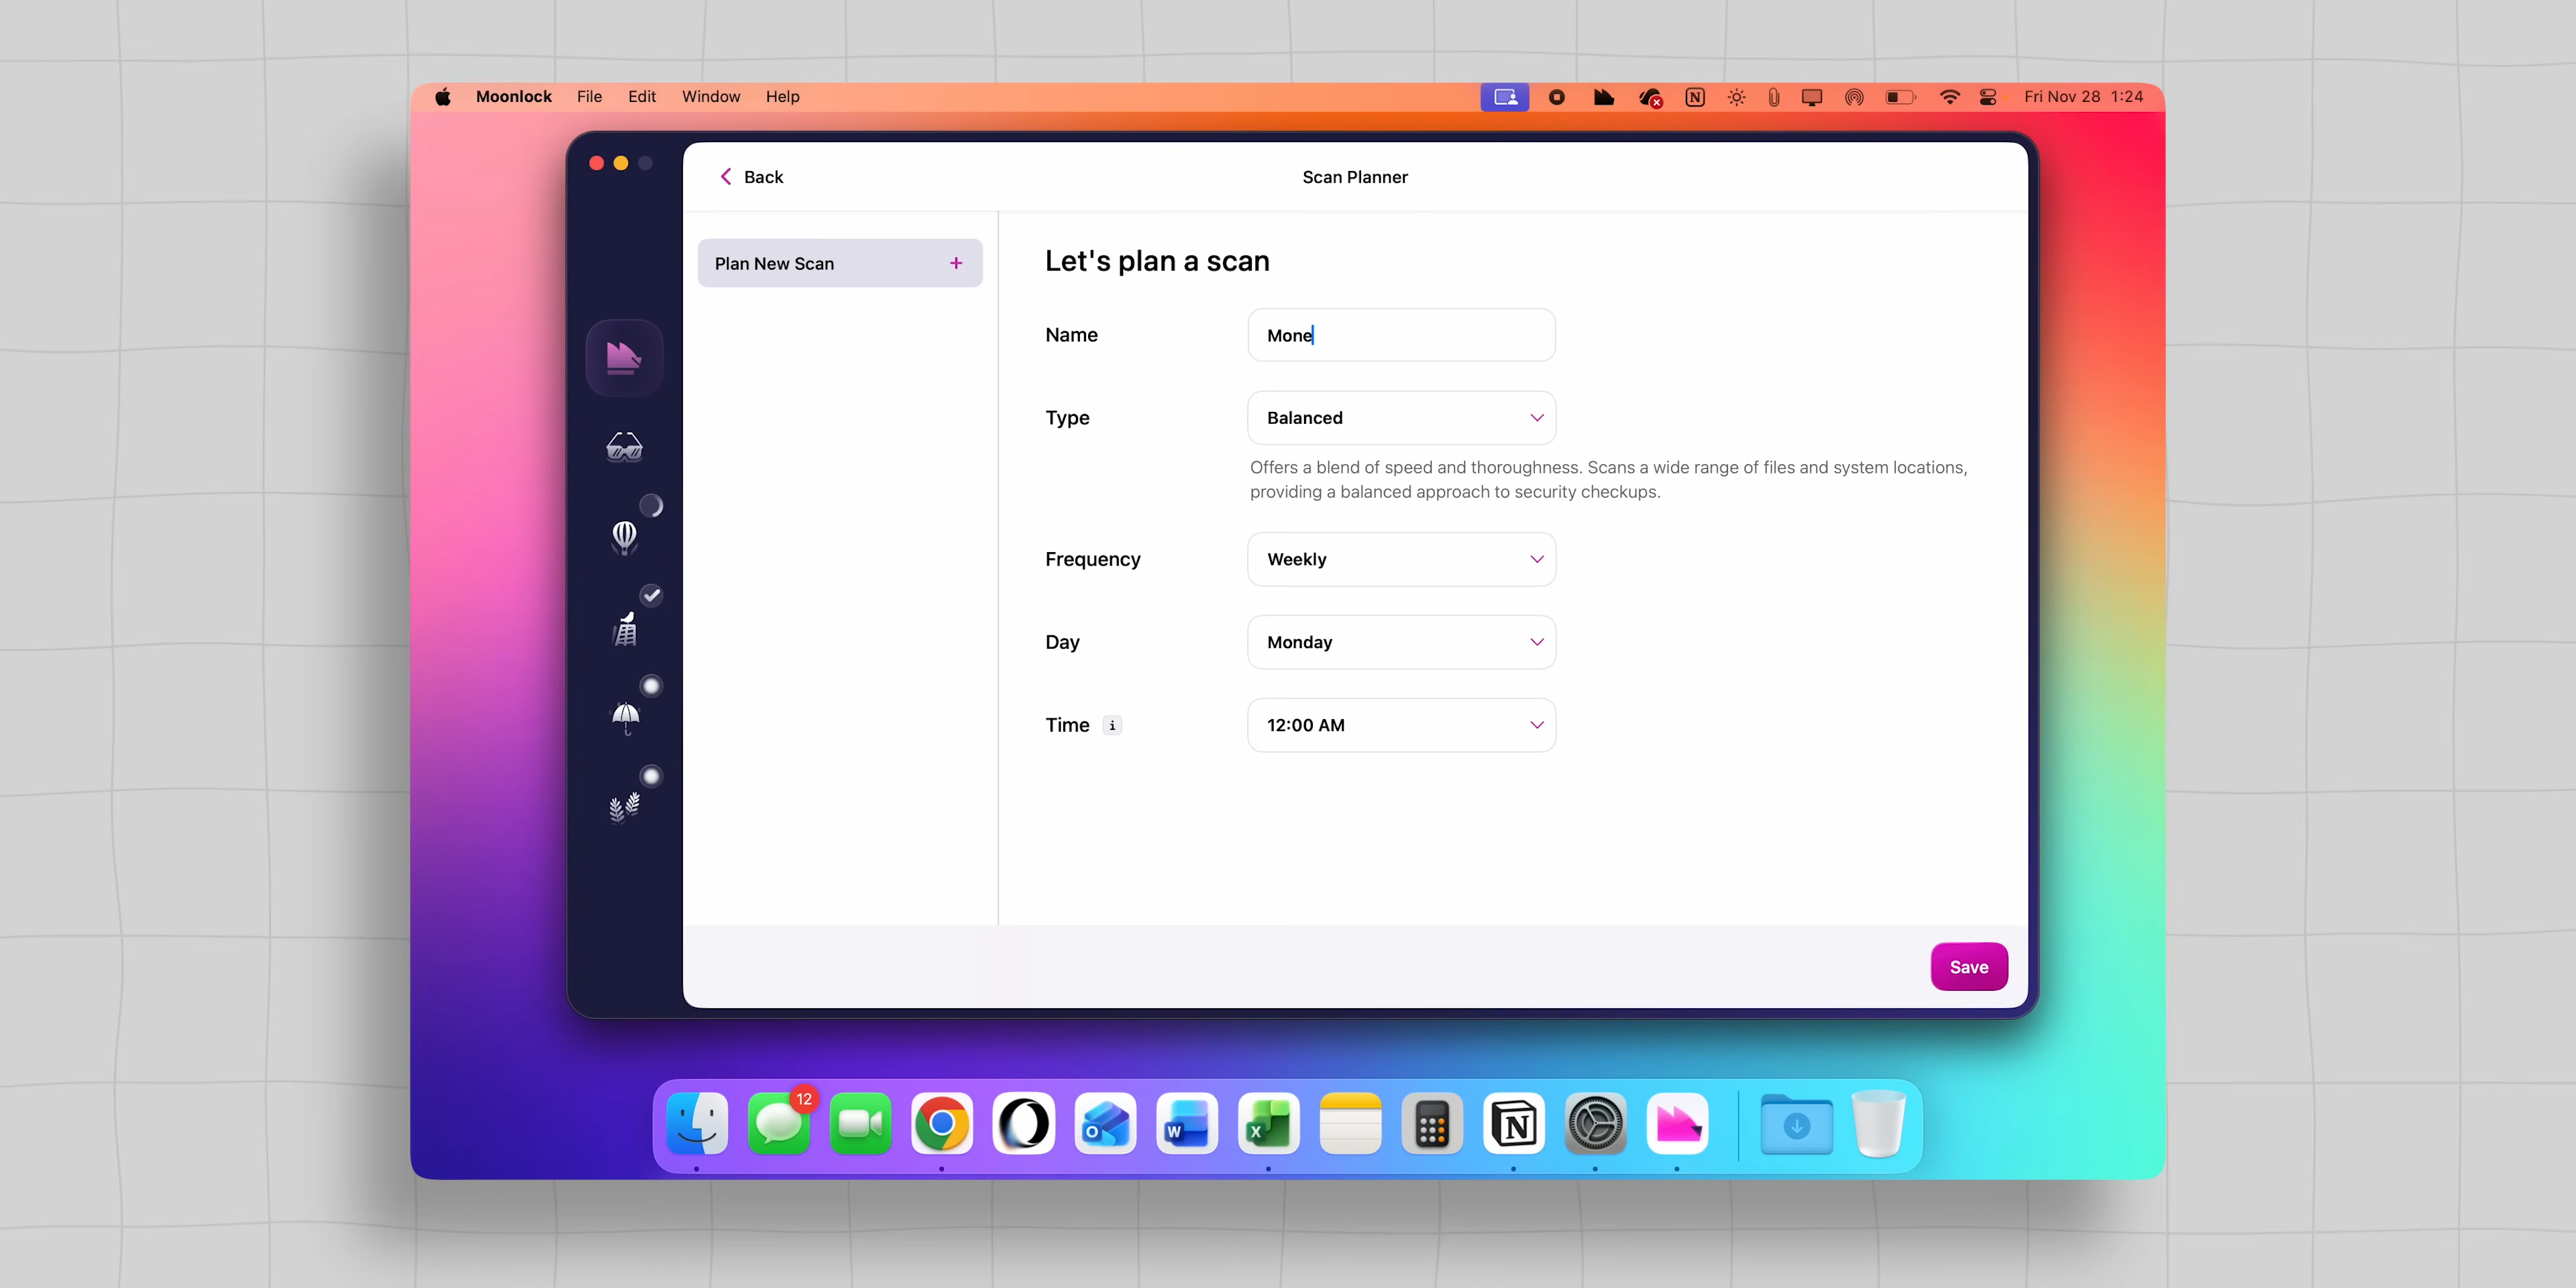 Moonlock File Edit Window Help
N
Fri Nov 28 1:24
Back
Scan Planner
Plan New Scan +
Let's plan a scan
Name
Mone
Type
Balanced
Offers a blend of speed and thoroughness. Scans a wide range of files and system locations,
providing a balanced approach to security checkups.
Frequency
Weekly
Day
Monday
Time i
12:00 AM
Save
12
O
W
X
N